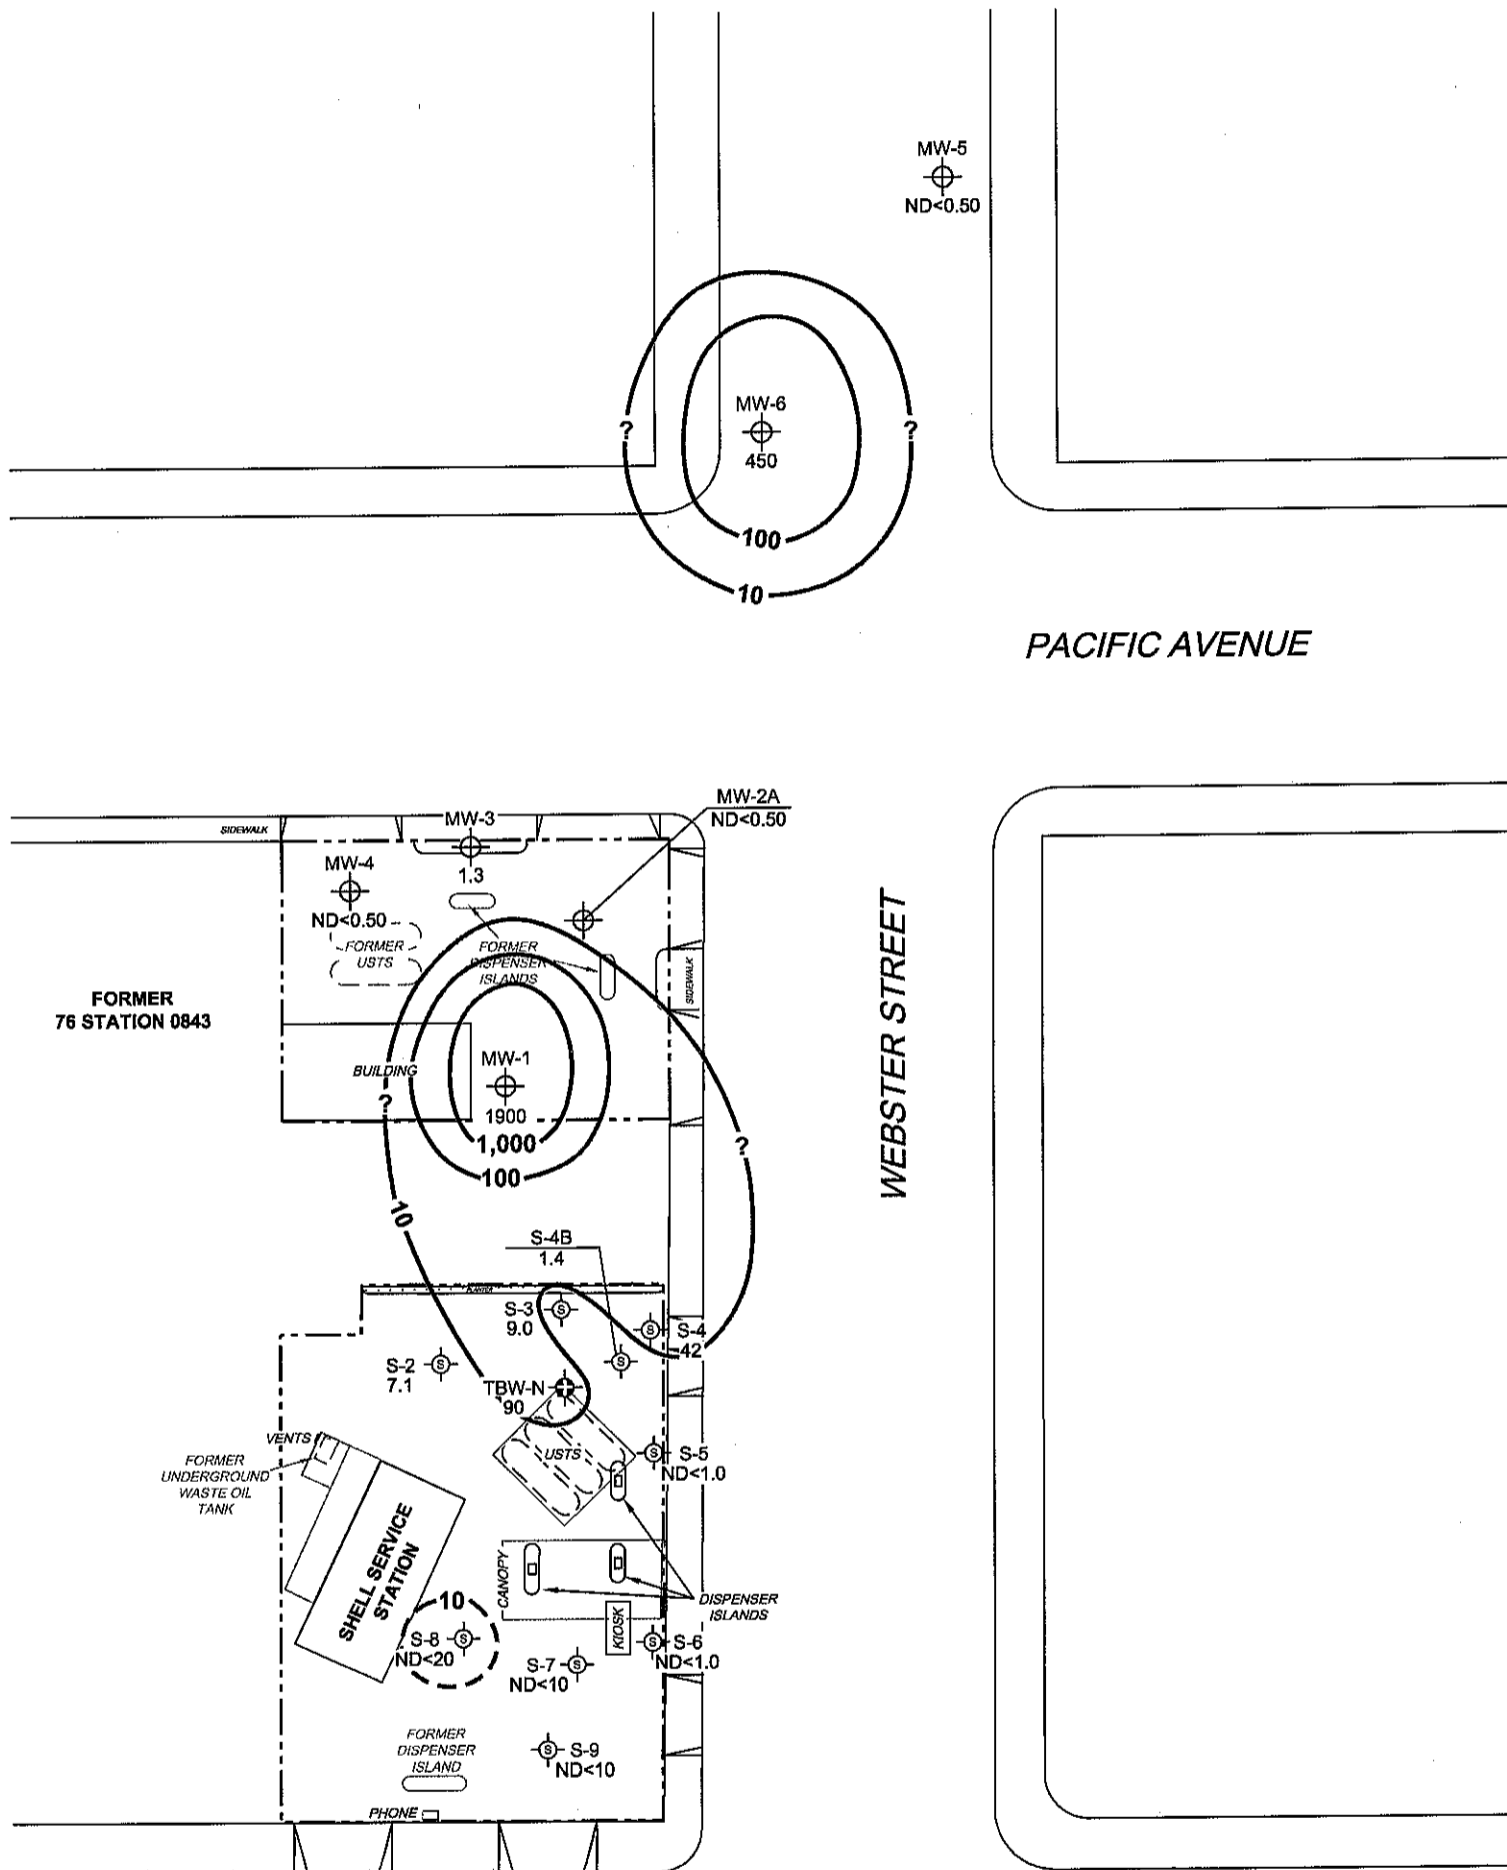 MW-5
ND<0.50
MW-6
?
?
450
100
10
PACIFIC AVENUE
MW-2A
ND<0.50
SIDEWALK
MW-3
1.3
MW-4
ND<0.50
FORMER
USTS
FORMER
DISPENSER
ISLANDS
SIDEWALK
WEBSTER STREET
FORMER
76 STATION 0843
BUILDING
MW-1
1900
?
1,000
?
100
10
S-4B
1.4
PLANTER
S-3
9.0
S-4
42
S-2
7.1
TBW-N
90
VENTS
USTS
S-5
ND<1.0
FORMER
UNDERGROUND
WASTE OIL
TANK
SHELL SERVICE
STATION
CANOPY
DISPENSER
ISLANDS
KIOSK
10
S-8
ND<20
S-6
ND<1.0
S-7
ND<10
FORMER
DISPENSER
ISLAND
S-9
ND<10
PHONE